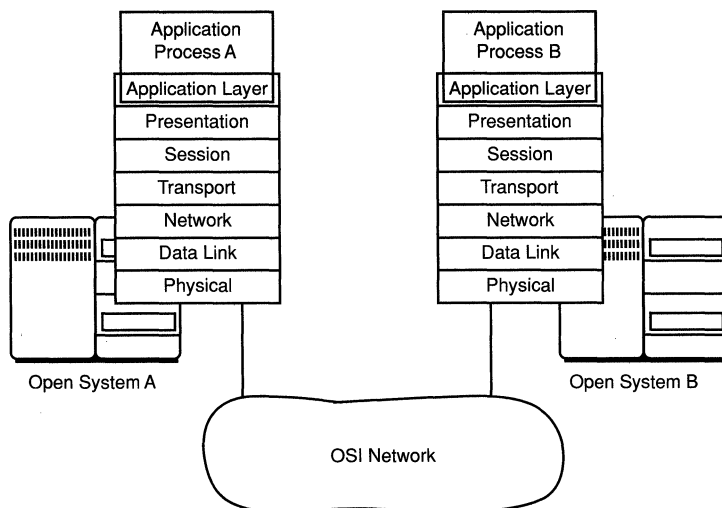 Application
Process A
Application Layer
Presentation
Session
Transport
Network
Data Link
Physical
Open System A
Application
Process B
Application Layer
Presentation
Session
Transport
Network
Data Link
Physical
Open System B
OSI Network